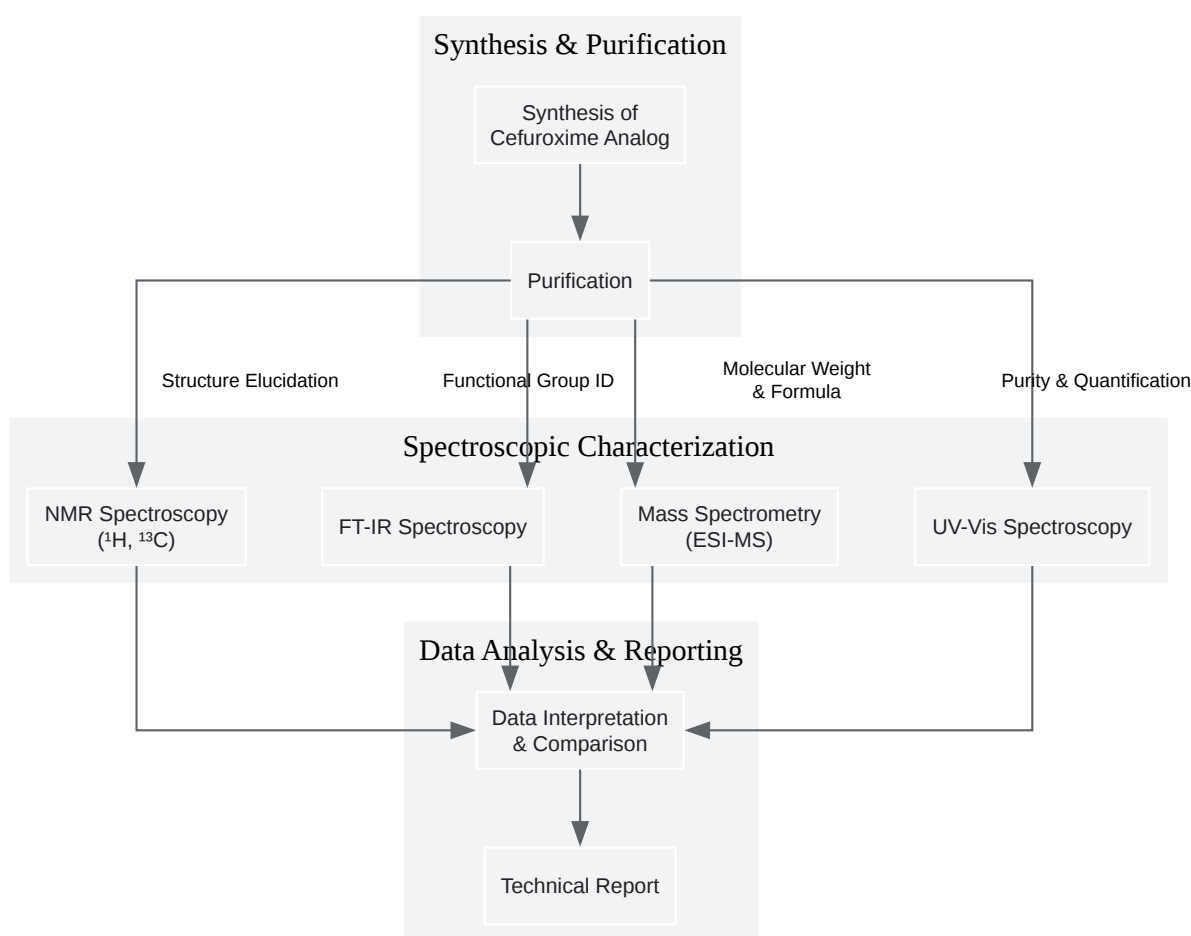 Synthesis & Purification
Synthesis of
Cefuroxime Analog
Purification
Structure Elucidation
Functional Group ID
Molecular Weight
& Formula
Purity & Quantification
Spectroscopic Characterization
NMR Spectroscopy
(¹H, ¹³C)
FT-IR Spectroscopy
Mass Spectrometry
(ESI-MS)
UV-Vis Spectroscopy
Data Analysis & Reporting
Data Interpretation
& Comparison
Technical Report